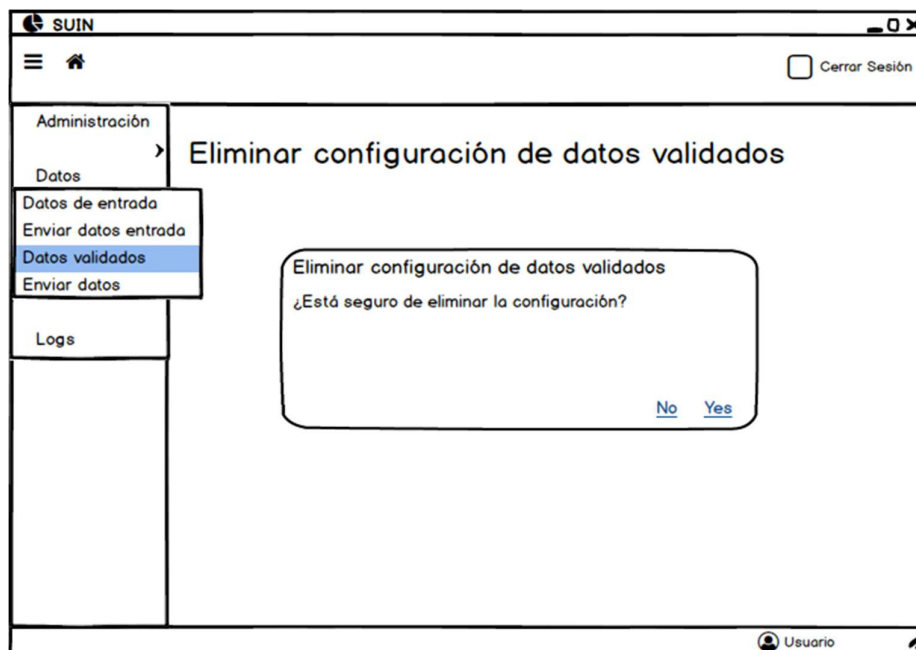 SUIN
Cerrar Sesión
Administración
Eliminar configuración de datos validados
Datos
Datos de entrada
Enviar datos entrada
Datos validados
Enviar datos
Logs
Eliminar configuración de datos validados
¿Está seguro de eliminar la configuración?
No Yes
Usuario